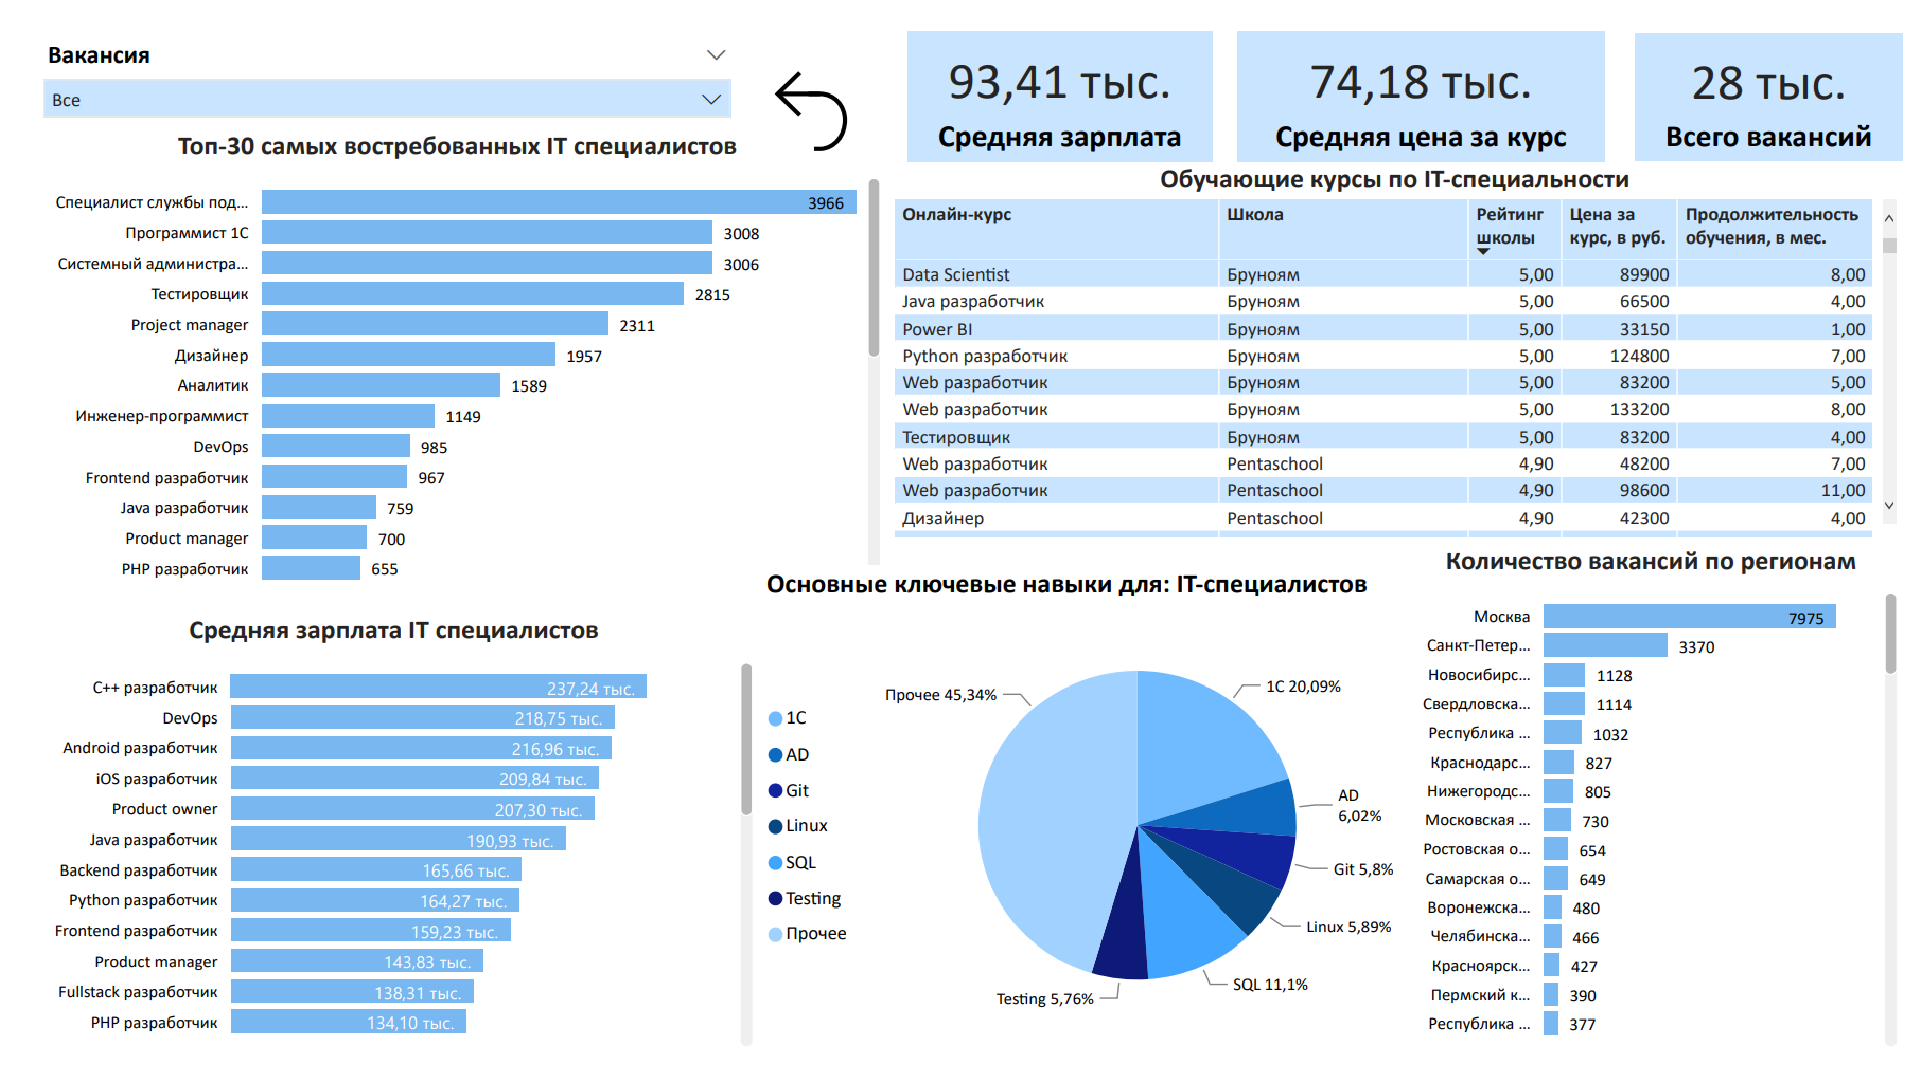 Вакансия
Все
93,41 тыс.
Средняя зарплата
74,18 тыс.
Средняя цена за курс
28 тыс.
Всего вакансий
Топ-30 самых востребованных IT специалистов
Специалист службы под... 3966
Программист 1С 3008
Системный администра... 3006
Тестировщик 2815
Project manager 2311
Дизайнер 1957
Аналитик 1589
Инженер-программист 1149
DevOps 985
Frontend разработчик 967
Java разработчик 759
Product manager 700
PHP разработчик 655
Обучающие курсы по IT-специальности
Онлайн-курс Школа Рейтинг школы Цена за курс, в руб. Продолжительность обучения, в мес.
Data Scientist Бруноям 5,00 89900 8,00
Java разработчик Бруноям 5,00 66500 4,00
Power BI Бруноям 5,00 33150 1,00
Python разработчик Бруноям 5,00 124800 7,00
Web разработчик Бруноям 5,00 83200 5,00
Web разработчик Бруноям 5,00 133200 8,00
Тестировщик Бруноям 5,00 83200 4,00
Web разработчик Pentaschool 4,90 48200 7,00
Web разработчик Pentaschool 4,90 98600 11,00
Дизайнер Pentaschool 4,90 42300 4,00
Средняя зарплата IT специалистов
C++ разработчик 237,24 тыс.
DevOps 218,75 тыс.
Android разработчик 216,96 тыс.
iOS разработчик 209,84 тыс.
Product owner 207,30 тыс.
Java разработчик 190,93 тыс.
Backend разработчик 165,66 тыс.
Python разработчик 164,27 тыс.
Frontend разработчик 159,23 тыс.
Product manager 143,83 тыс.
Fullstack разработчик 138,31 тыс.
PHP разработчик 134,10 тыс.
Основные ключевые навыки для: IT-специалистов
1С
AD
Git
Linux
SQL
Testing
Прочее
Прочее 45,34%
1С 20,09%
AD
6,02%
Git 5,8%
Linux 5,89%
SQL 11,1%
Testing 5,76%
Количество вакансий по регионам
Москва 7975
Санкт-Петер... 3370
Новосибирс... 1128
Свердловска... 1114
Республика ... 1032
Краснодарс... 827
Нижегородс... 805
Московская ... 730
Ростовская о... 654
Самарская о... 649
Воронежска... 480
Челябинска... 466
Красноярск... 427
Пермский к... 390
Республика ... 377